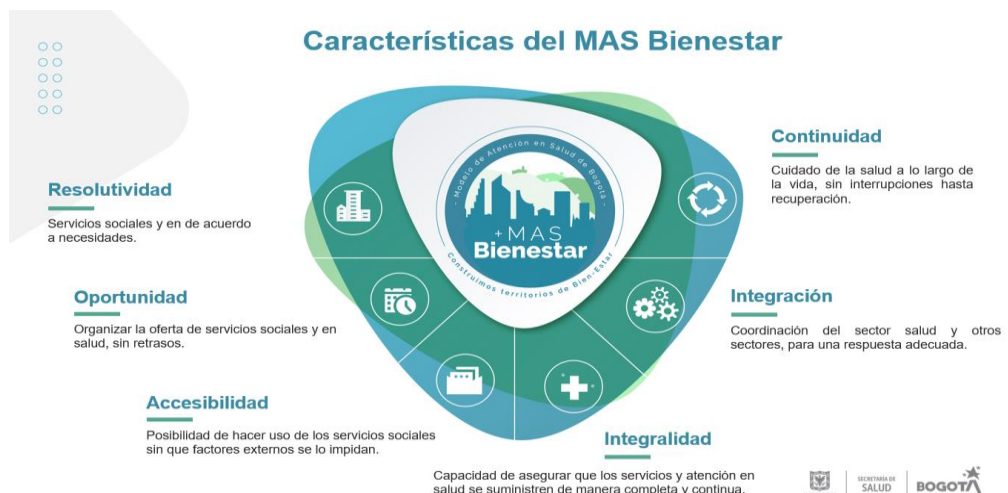 Características del MAS Bienestar
Resolutividad
Servicios sociales y en de acuerdo
a necesidades.
Oportunidad
Organizar la oferta de servicios sociales y en
salud, sin retrasos.
Accesibilidad
Posibilidad de hacer uso de los servicios sociales
sin que factores externos se lo impidan.
- Modelo de Atención en Salud de Bogotá -
+MAS
Bienestar
Construimos territorios de Bien-Estar
Continuidad
Cuidado de la salud a lo largo de
la vida, sin interrupciones hasta
recuperación.
Integración
Coordinación del sector salud y otros
sectores, para una respuesta adecuada.
Integralidad
Capacidad de asegurar que los servicios y atención en
salud se suministren de manera completa y continua.
SECRETARÍA DE
SALUD
BOGOTÁ